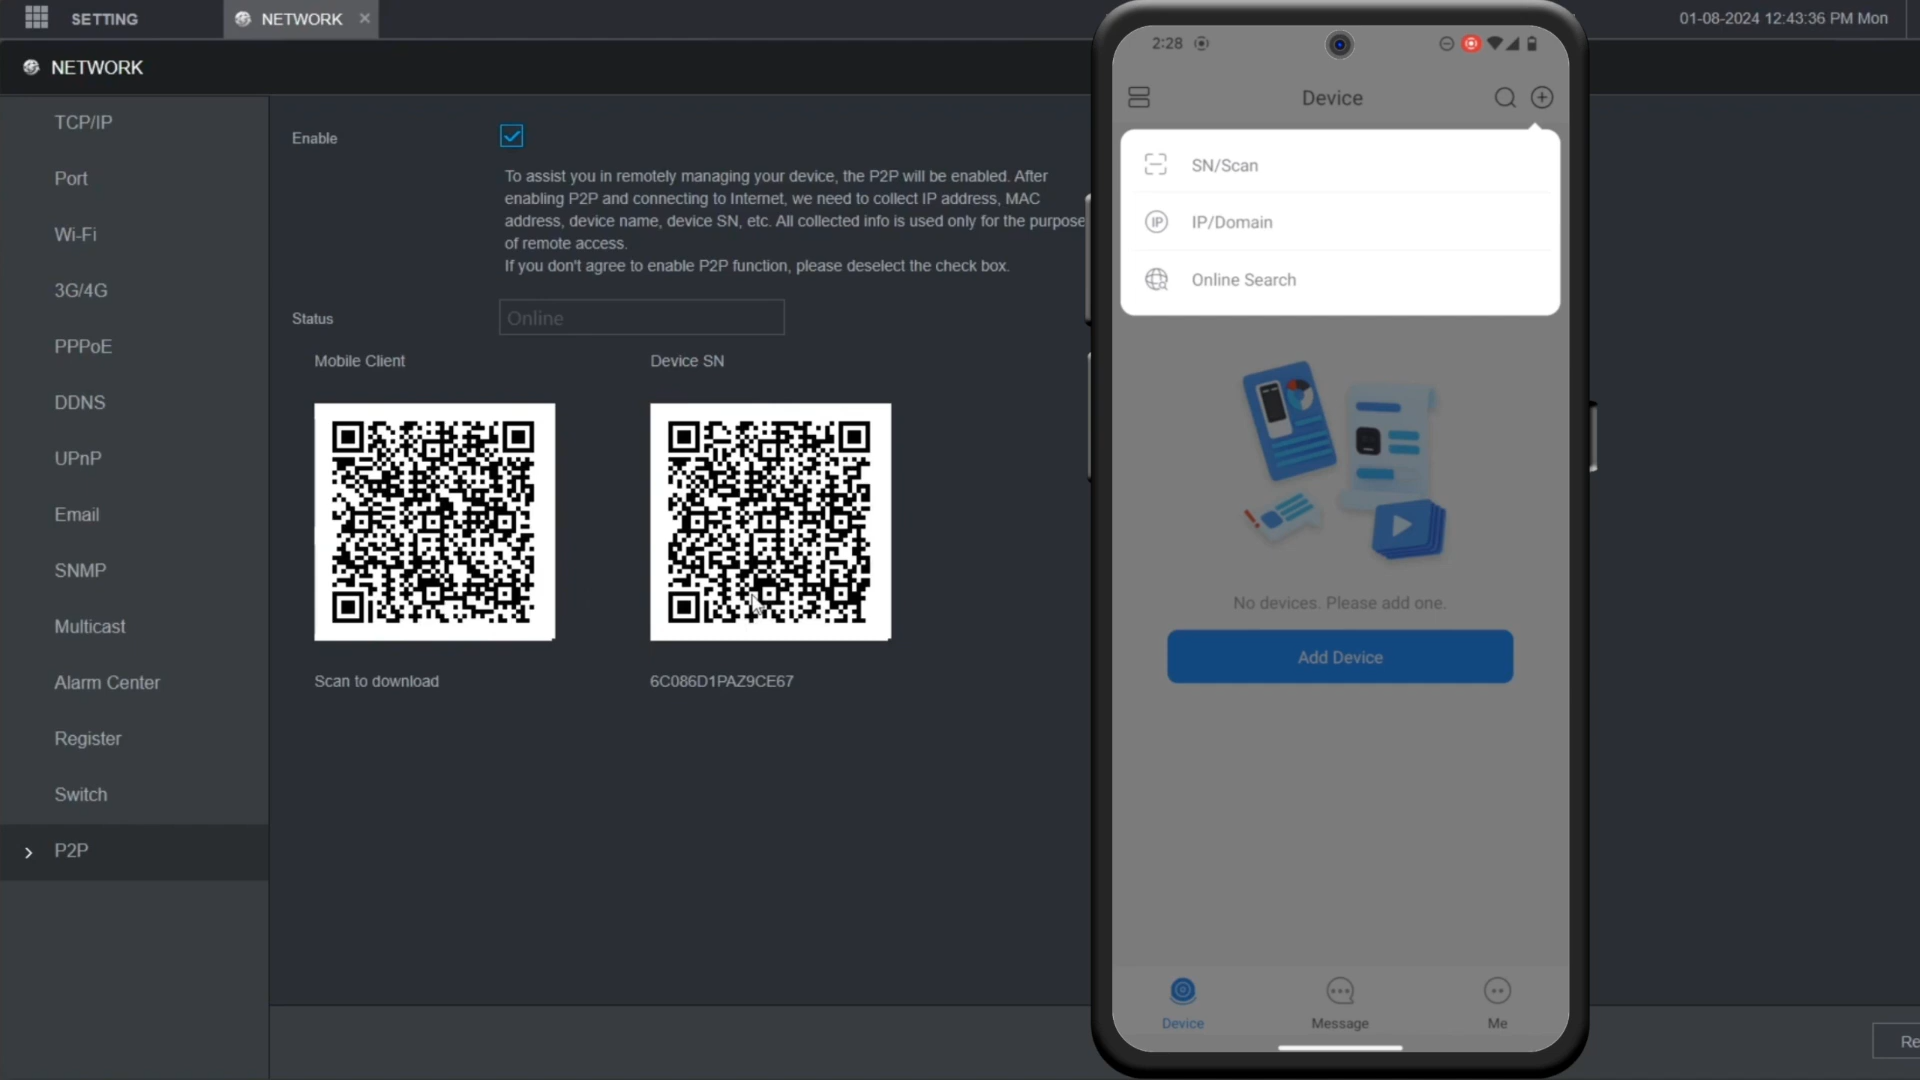 SETTING
NETWORK
01-08-2024 12:43:36 PM Mon
NETWORK
TCP/IP
Port
Wi-Fi
3G/4G
PPPoE
DDNS
UPnP
Email
SNMP
Multicast
Alarm Center
Register
Switch
P2P
Enable
To assist you in remotely managing your device, the P2P will be enabled. After
enabling P2P and connecting to Internet, we need to collect IP address, MAC
address, device name, device SN, etc. All collected info is used only for the purpose
of remote access.
If you don't agree to enable P2P function, please deselect the check box.
Status
Online
Mobile Client
Device SN
Scan to download
6C086D1PAZ9CE67
2:28
Device
SN/Scan
IP
IP/Domain
Online Search
No devices. Please add one.
Add Device
Device
Message
Me
Re